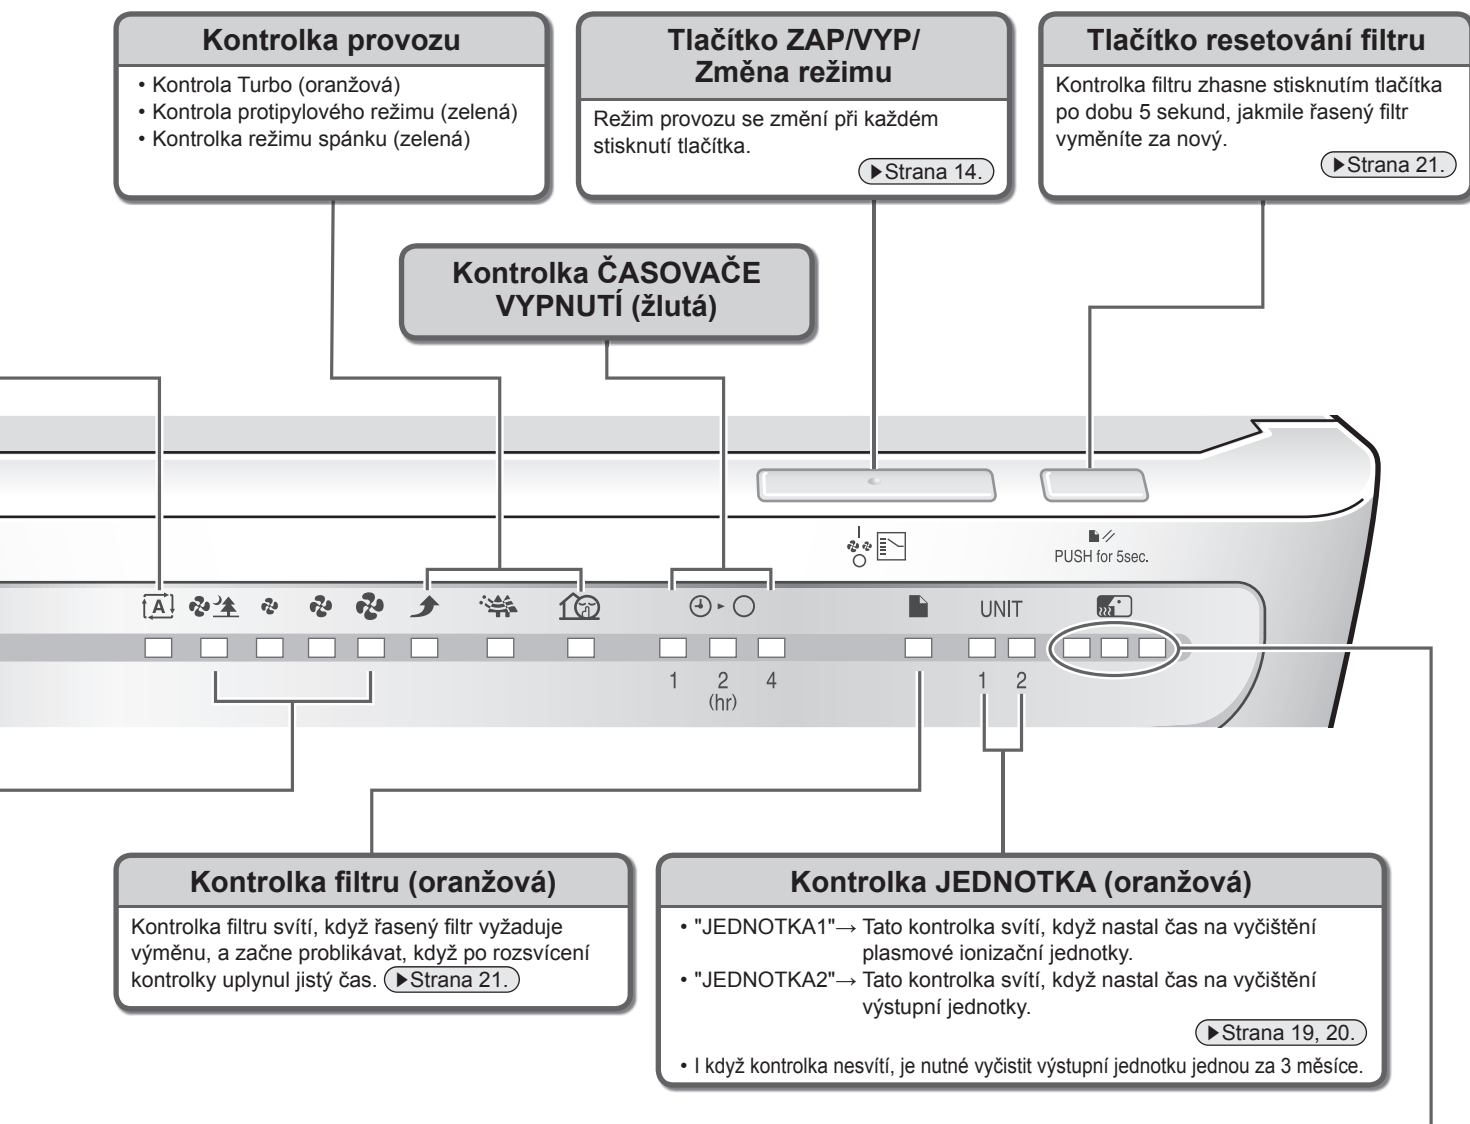 Kontrolka provozu
• Kontrola Turbo (oranžová)
• Kontrola protipylového režimu (zelená)
• Kontrolka režimu spánku (zelená)
Tlačítko ZAP/VYP/
Změna režimu
Režim provozu se změní při každém
stisknutí tlačítka.
▶Strana 14.
Tlačítko resetování filtru
Kontrolka filtru zhasne stisknutím tlačítka
po dobu 5 sekund, jakmile řasený filtr
vyměníte za nový.
▶Strana 21.
Kontrolka ČASOVAČE
VYPNUTÍ (žlutá)
PUSH for 5sec.
A
UNIT
1 2 4
(hr)
1 2
Kontrolka filtru (oranžová)
Kontrolka filtru svítí, když řasený filtr vyžaduje
výměnu, a začne problikávat, když po rozsvícení
kontrolky uplynul jistý čas. ▶Strana 21.
Kontrolka JEDNOTKA (oranžová)
• "JEDNOTKA1"→ Tato kontrolka svítí, když nastal čas na vyčištění
plasmové ionizační jednotky.
• "JEDNOTKA2"→ Tato kontrolka svítí, když nastal čas na vyčištění
výstupní jednotky.
▶Strana 19, 20.
• I když kontrolka nesvítí, je nutné vyčistit výstupní jednotku jednou za 3 měsíce.